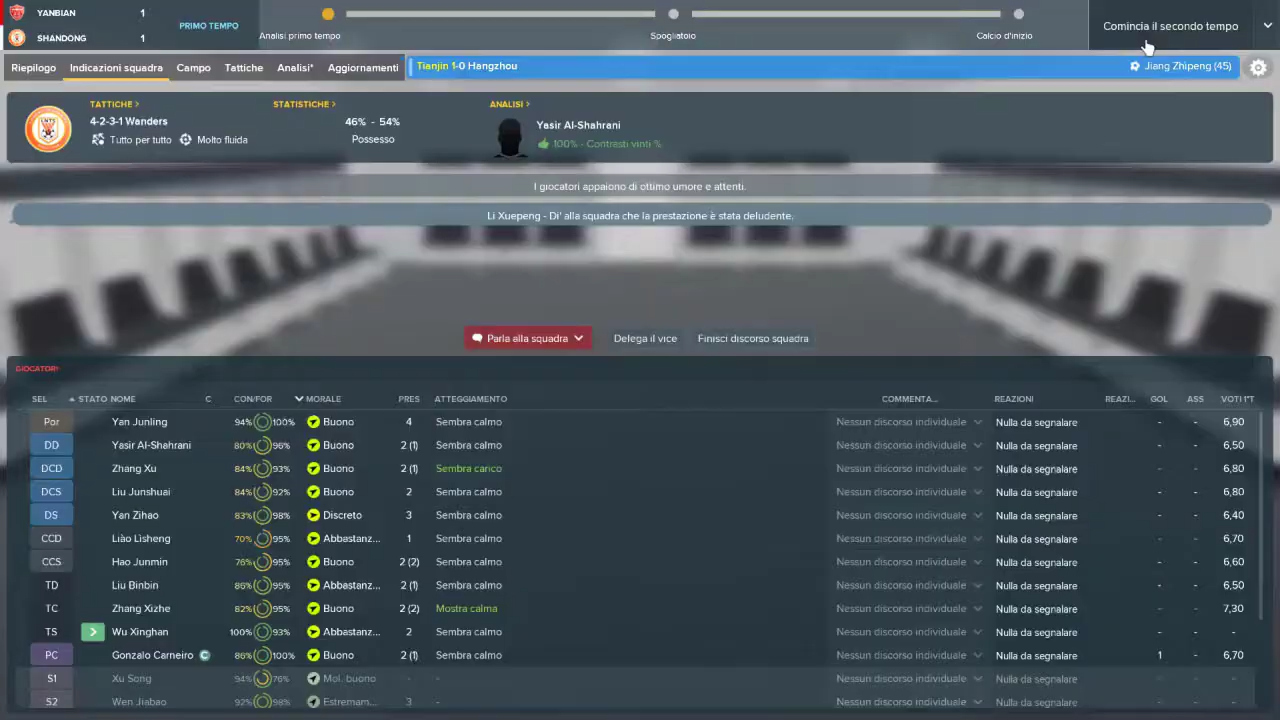 YANBIAN 1
SHANDONG 1
PRIMO TEMPO
Analisi primo tempo
Spogliatoio
Calcio d'inizio
Comincia il secondo tempo
Riepilogo Indicazioni squadra Campo Tattiche Analisi* Aggiornamenti
Tianjin 1-0 Hangzhou
Jiang Zhìpeng (45)
TATTICHE >
4-2-3-1 Wanders
Tutto per tutto Molto fluida
STATISTICHE >
46% - 54%
Possesso
ANALISI >
Yasir Al-Shahrani
100% - Contrasti vinti %
I giocatori appaiono di ottimo umore e attenti.
Li Xuepeng - Di' alla squadra che la prestazione è stata deludente.
Parla alla squadra Delega il vice Finisci discorso squadra
GIOCATORI
SEL STATO NOME C CON/FOR MORALE PRES ATTEGGIAMENTO COMMENTA... REAZIONI REAZI... GOL ASS VOTI 1°T
Por Yan Junling 94% 100% Buono 4 Sembra calmo Nessun discorso individuale Nulla da segnalare - - 6,90
DD Yasir Al-Shahrani 80% 96% Buono 2 (1) Sembra calmo Nessun discorso individuale Nulla da segnalare - - 6,50
DCD Zhang Xu 84% 93% Buono 2 (1) Sembra carico Nessun discorso individuale Nulla da segnalare - - 6,80
DCS Liu Junshuai 84% 92% Buono 2 Sembra calmo Nessun discorso individuale Nulla da segnalare - - 6,80
DS Yan Zihao 83% 98% Discreto 3 Sembra calmo Nessun discorso individuale Nulla da segnalare - - 6,40
CCD Liào Lìsheng 70% 95% Abbastanz... 1 Sembra calmo Nessun discorso individuale Nulla da segnalare - - 6,70
CCS Hao Junmin 76% 95% Buono 2 (2) Sembra calmo Nessun discorso individuale Nulla da segnalare - - 6,60
TD Liu Binbin 86% 95% Abbastanz... 2 (1) Sembra calmo Nessun discorso individuale Nulla da segnalare - - 6,50
TC Zhang Xizhe 82% 95% Buono 2 (2) Mostra calma Nessun discorso individuale Nulla da segnalare - - 7,30
TS Wu Xinghan 100% 93% Abbastanz... 2 Sembra calmo Nessun discorso individuale Nulla da segnalare - - -
PC Gonzalo Carneiro C 86% 100% Buono 2 (1) Sembra calmo Nessun discorso individuale Nulla da segnalare 1 - 6,70
S1 Xu Song 94% 76% Mol. buono - - Nessun discorso individuale Nulla da segnalare - - -
S2 Wen Jiabao 92% 98% Estremam... 3 - Nessun discorso individuale Nulla da segnalare - - -